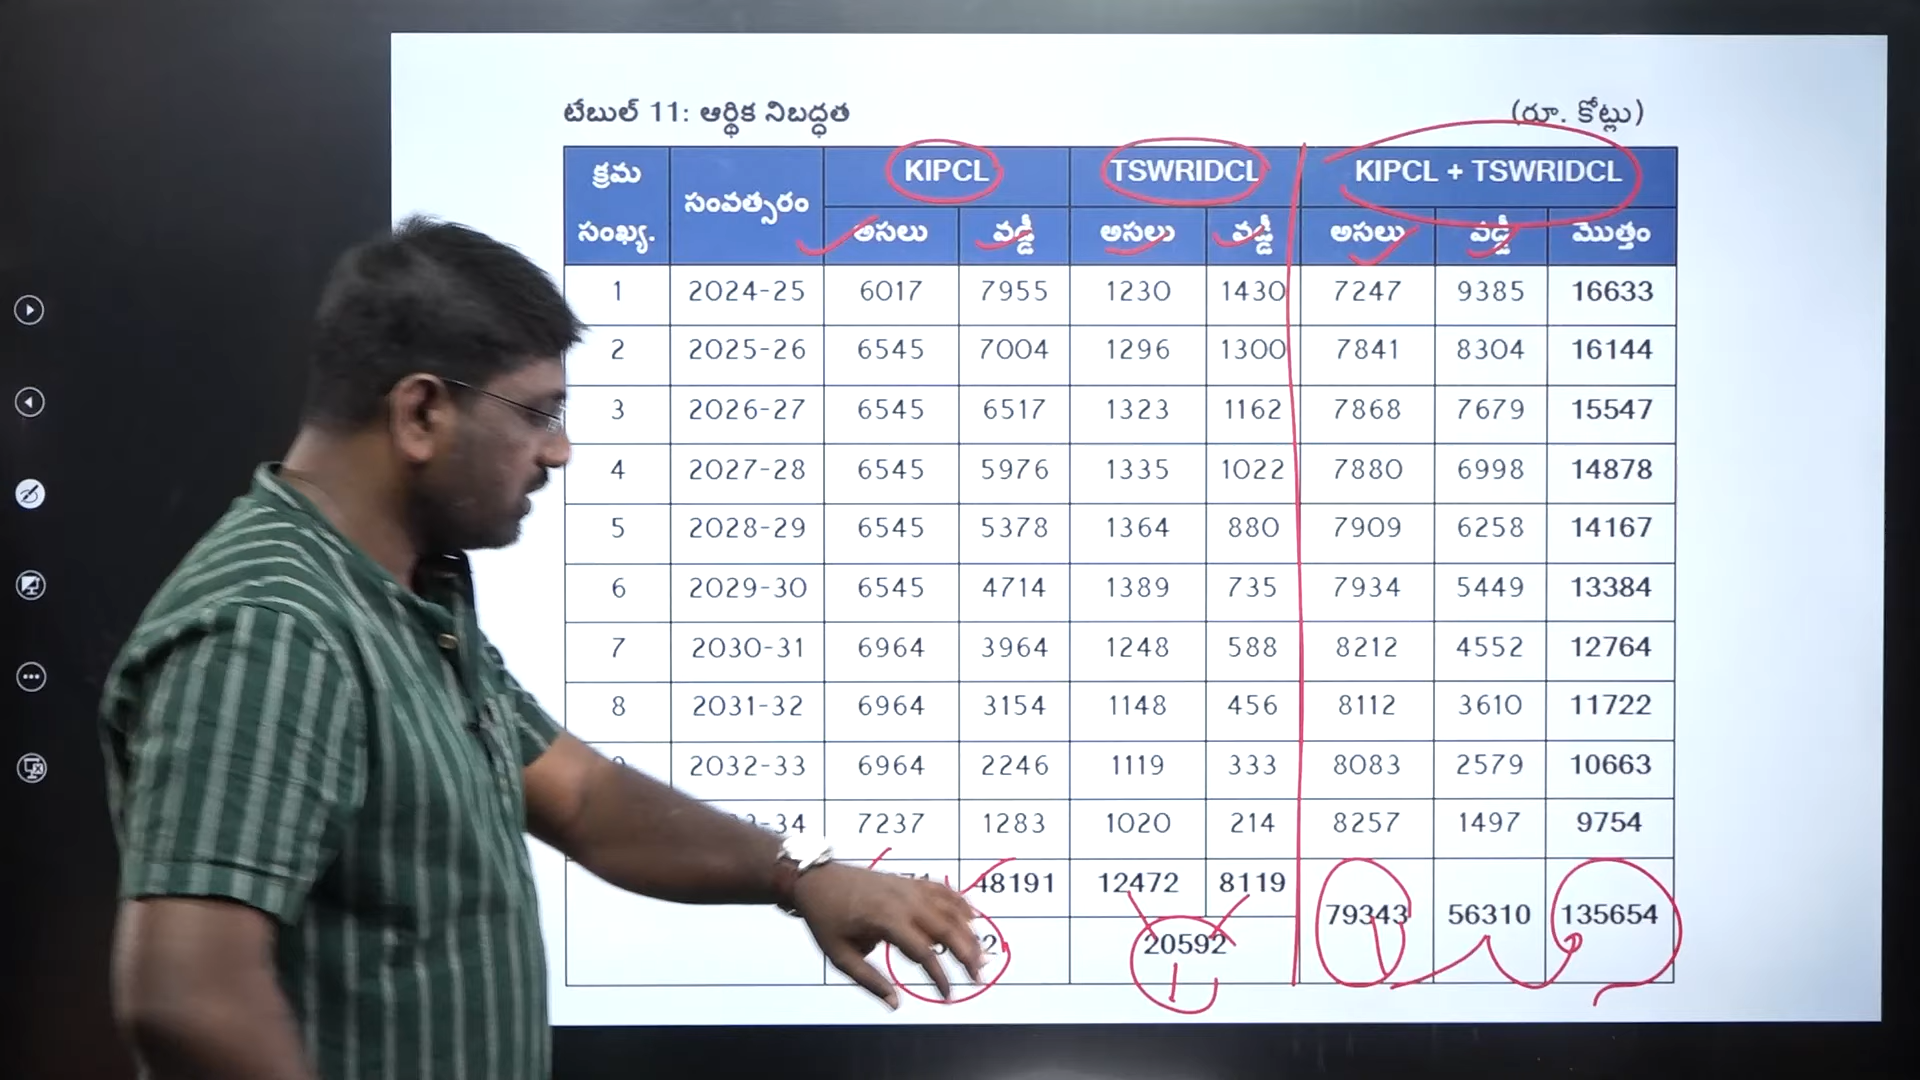 టేబుల్ 11: ఆర్థిక నిబద్ధత (రూ. కోట్లు)
క్రమ సంఖ్య. సంవత్సరం KIPCL TSWRIDCL KIPCL + TSWRIDCL
అసలు వడ్డీ అసలు వడ్డీ అసలు వడ్డీ మొత్తం
1 2024-25 6017 7955 1230 1430 7247 9385 16633
2 2025-26 6545 7004 1296 1300 7841 8304 16144
3 2026-27 6545 6517 1323 1162 7868 7679 15547
4 2027-28 6545 5976 1335 1022 7880 6998 14878
5 2028-29 6545 5378 1364 880 7909 6258 14167
6 2029-30 6545 4714 1389 735 7934 5449 13384
7 2030-31 6964 3964 1248 588 8212 4552 12764
8 2031-32 6964 3154 1148 456 8112 3610 11722
2032-33 6964 2246 1119 333 8083 2579 10663
-34 7237 1283 1020 214 8257 1497 9754
48191 12472 8119 79343 56310 135654
20592